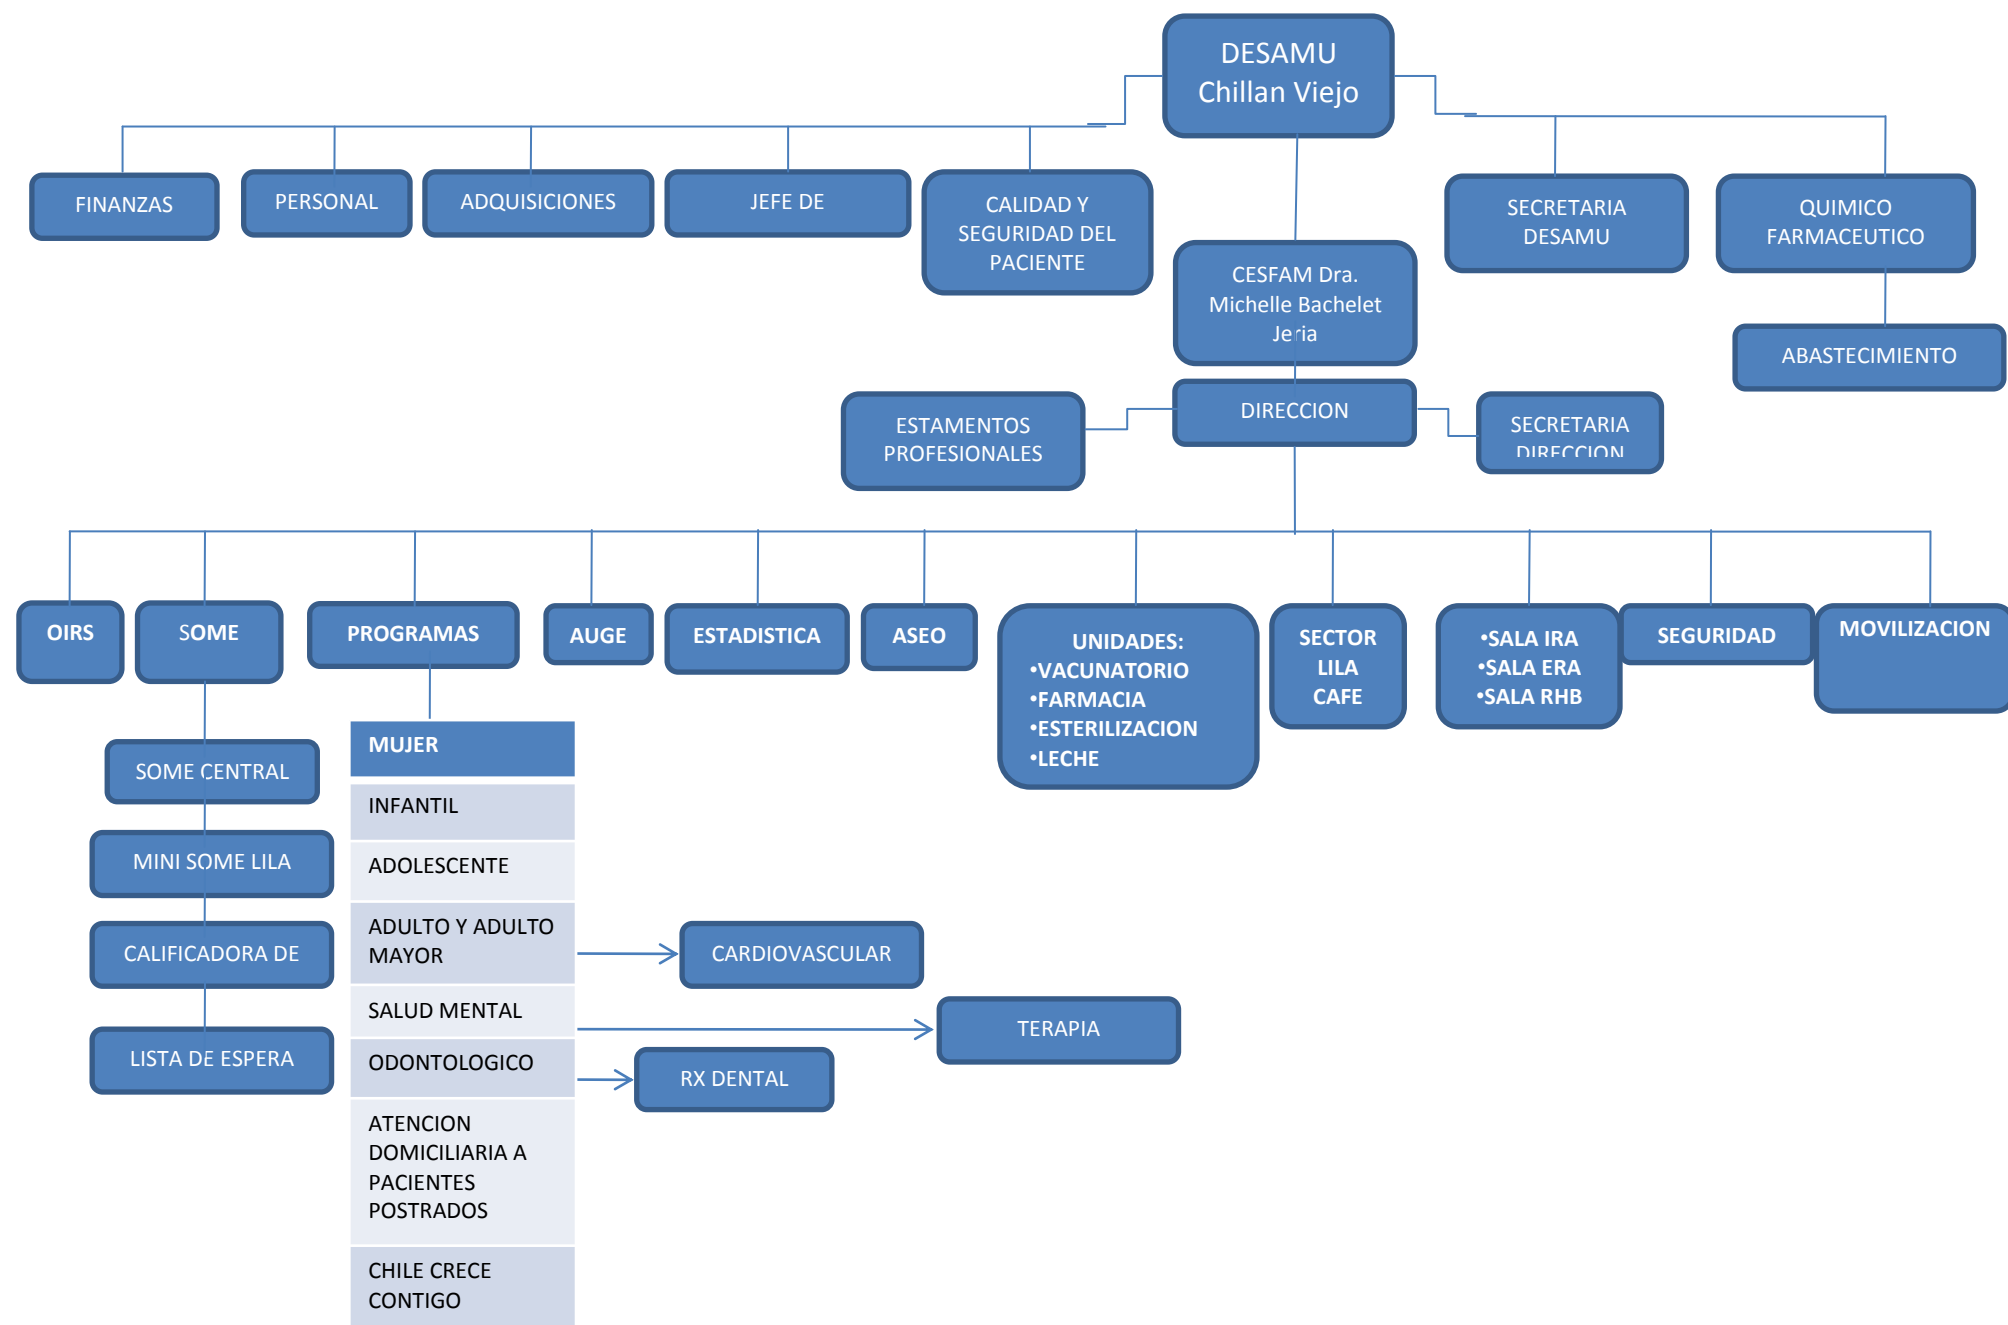 DESAMU
Chillan Viejo
FINANZAS
PERSONAL
ADQUISICIONES
JEFE DE
CALIDAD Y
SEGURIDAD DEL
PACIENTE
SECRETARIA
DESAMU
QUIMICO
FARMACEUTICO
CESFAM Dra.
Michelle Bachelet
Jeria
ABASTECIMIENTO
ESTAMENTOS
PROFESIONALES
DIRECCION
SECRETARIA
DIRECCION
OIRS
SOME
PROGRAMAS
AUGE
ESTADISTICA
ASEO
UNIDADES:
•VACUNATORIO
•FARMACIA
•ESTERILIZACION
•LECHE
SECTOR
LILA
CAFE
•SALA IRA
•SALA ERA
•SALA RHB
SEGURIDAD
MOVILIZACION
SOME CENTRAL
MINI SOME LILA
CALIFICADORA DE
LISTA DE ESPERA
MUJER
INFANTIL
ADOLESCENTE
ADULTO Y ADULTO
MAYOR
CARDIOVASCULAR
SALUD MENTAL
TERAPIA
ODONTOLOGICO
RX DENTAL
ATENCION
DOMICILIARIA A
PACIENTES
POSTRADOS
CHILE CRECE
CONTIGO